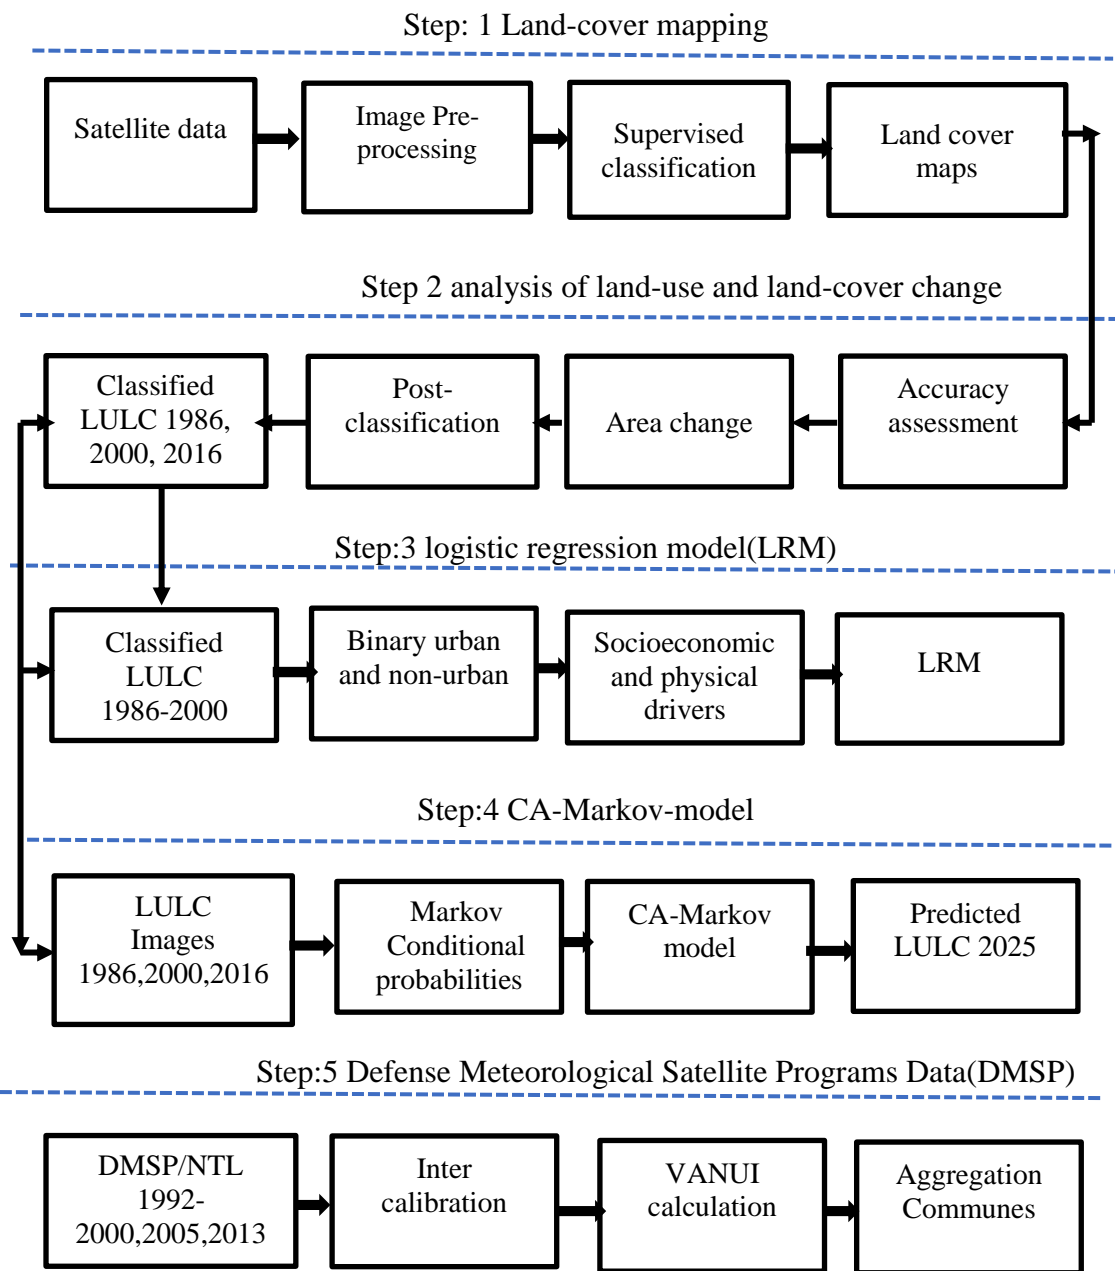 Step: 1 Land-cover mapping
Satellite data
Image Pre-
processing
Supervised
classification
Land cover
maps
Step 2 analysis of land-use and land-cover change
Classified
LULC 1986,
2000, 2016
Post-
classification
Area change
Accuracy
assessment
Step:3 logistic regression model(LRM)
Classified
LULC
1986-2000
Binary urban
and non-urban
Socioeconomic
and physical
drivers
LRM
Step:4 CA-Markov-model
LULC
Images
1986,2000,2016
Markov
Conditional
probabilities
CA-Markov
model
Predicted
LULC 2025
Step:5 Defense Meteorological Satellite Programs Data(DMSP)
DMSP/NTL
1992-
2000,2005,2013
Inter
calibration
VANUI
calculation
Aggregation
Communes